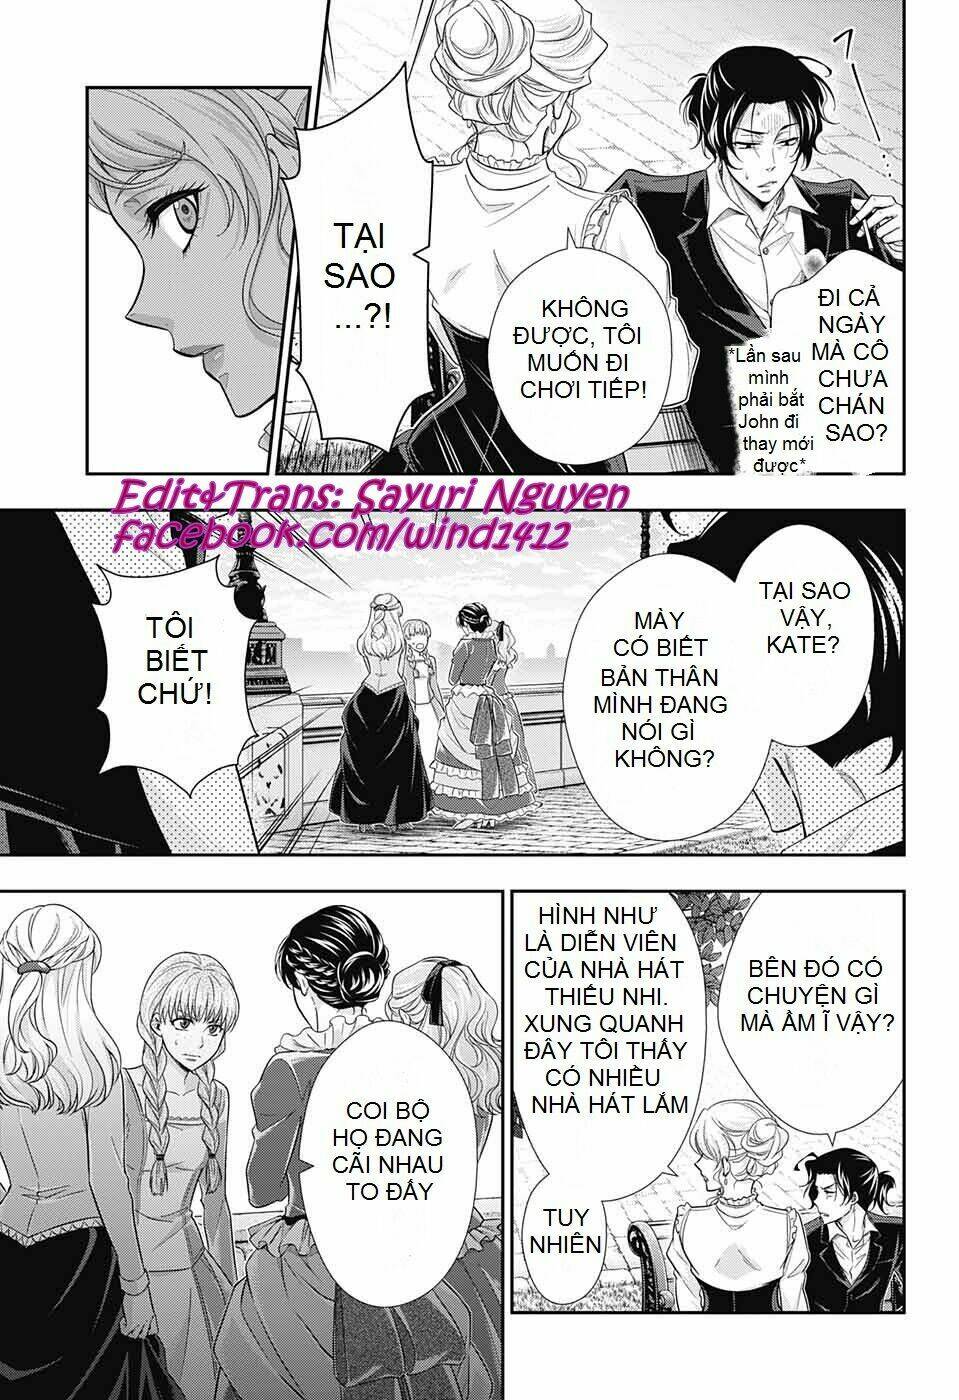 ĐI CẢ
NGÀY
MÀ CÔ
CHƯA
CHÁN
SAO?
*Lần sau
mình
phải bắt
John đi
thay mới
được*
KHÔNG
ĐƯỢC, TÔI
MUỐN ĐI
CHƠI TIẾP!
TẠI
SAO
...?!
Edit&Trans: Sayuri Nguyen
facebook.com/wind1412
TẠI SAO
VẬY,
KATE?
MÀY
CÓ BIẾT
BẢN THÂN
MÌNH ĐANG
NÓI GÌ
KHÔNG?
TÔI
BIẾT
CHỨ!
BÊN ĐÓ CÓ
CHUYỆN GÌ
MÀ ẦM Ĩ VẬY?
HÌNH NHƯ
LÀ DIỄN VIÊN
CỦA NHÀ HÁT
THIẾU NHI.
XUNG QUANH
ĐÂY TÔI THẤY
CÓ NHIỀU
NHÀ HÁT LẮM
TUY
NHIÊN
COI BỘ
HỌ ĐANG
CÃI NHAU
TO ĐẤY